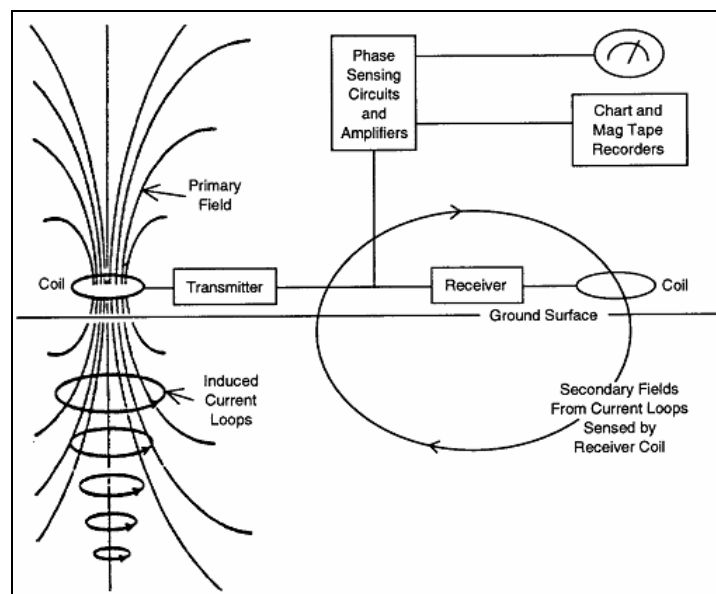 Phase
Sensing
Circuits
and
Amplifiers
Chart and
Mag Tape
Recorders
Primary
Field
Coil
Transmitter
Receiver
Coil
Ground Surface
Induced
Current
Loops
Secondary Fields
From Current Loops
Sensed by
Receiver Coil